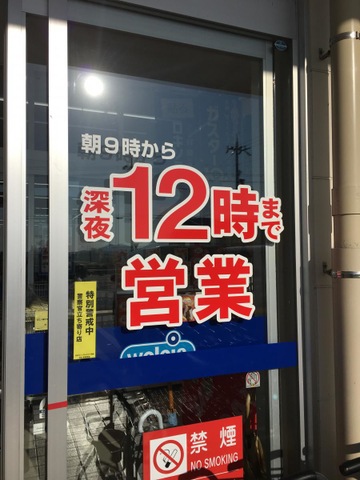 朝9時から
深夜12時まで
営業
特別警戒中
警察官立ち寄り店
welcia
禁煙
NO SMOKING